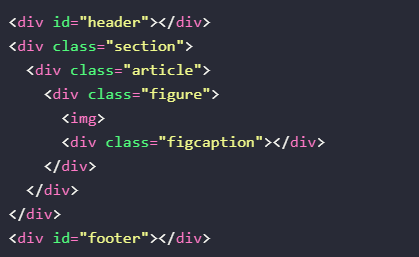 <div id="header"></div>
<div class="section">
  <div class="article">
    <div class="figure">
      <img>
      <div class="figcaption"></div>
    </div>
  </div>
</div>
<div id="footer"></div>